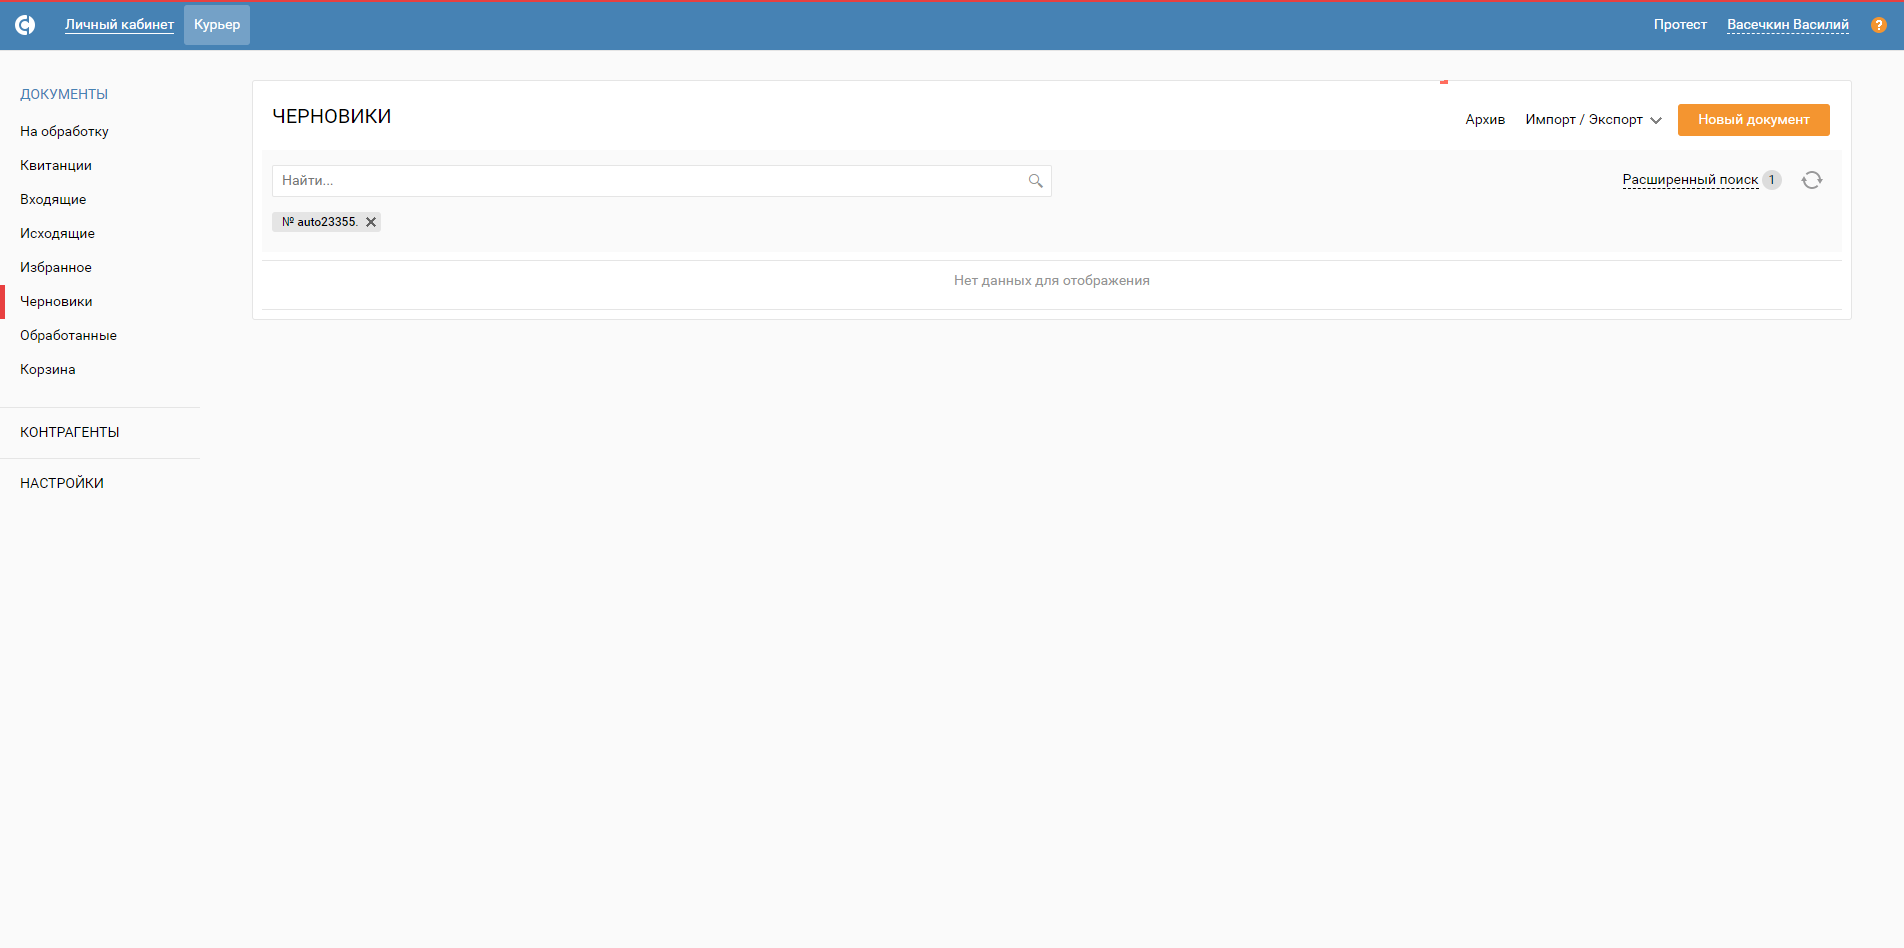 Личный кабинет Курьер Протест Васечкин Василий ?
ДОКУМЕНТЫ
На обработку
Квитанции
Входящие
Исходящие
Избранное
Черновики
Обработанные
Корзина
КОНТРАГЕНТЫ
НАСТРОЙКИ
ЧЕРНОВИКИ
Архив Импорт / Экспорт Новый документ
Найти...
Расширенный поиск 1
№ auto23355.
Нет данных для отображения